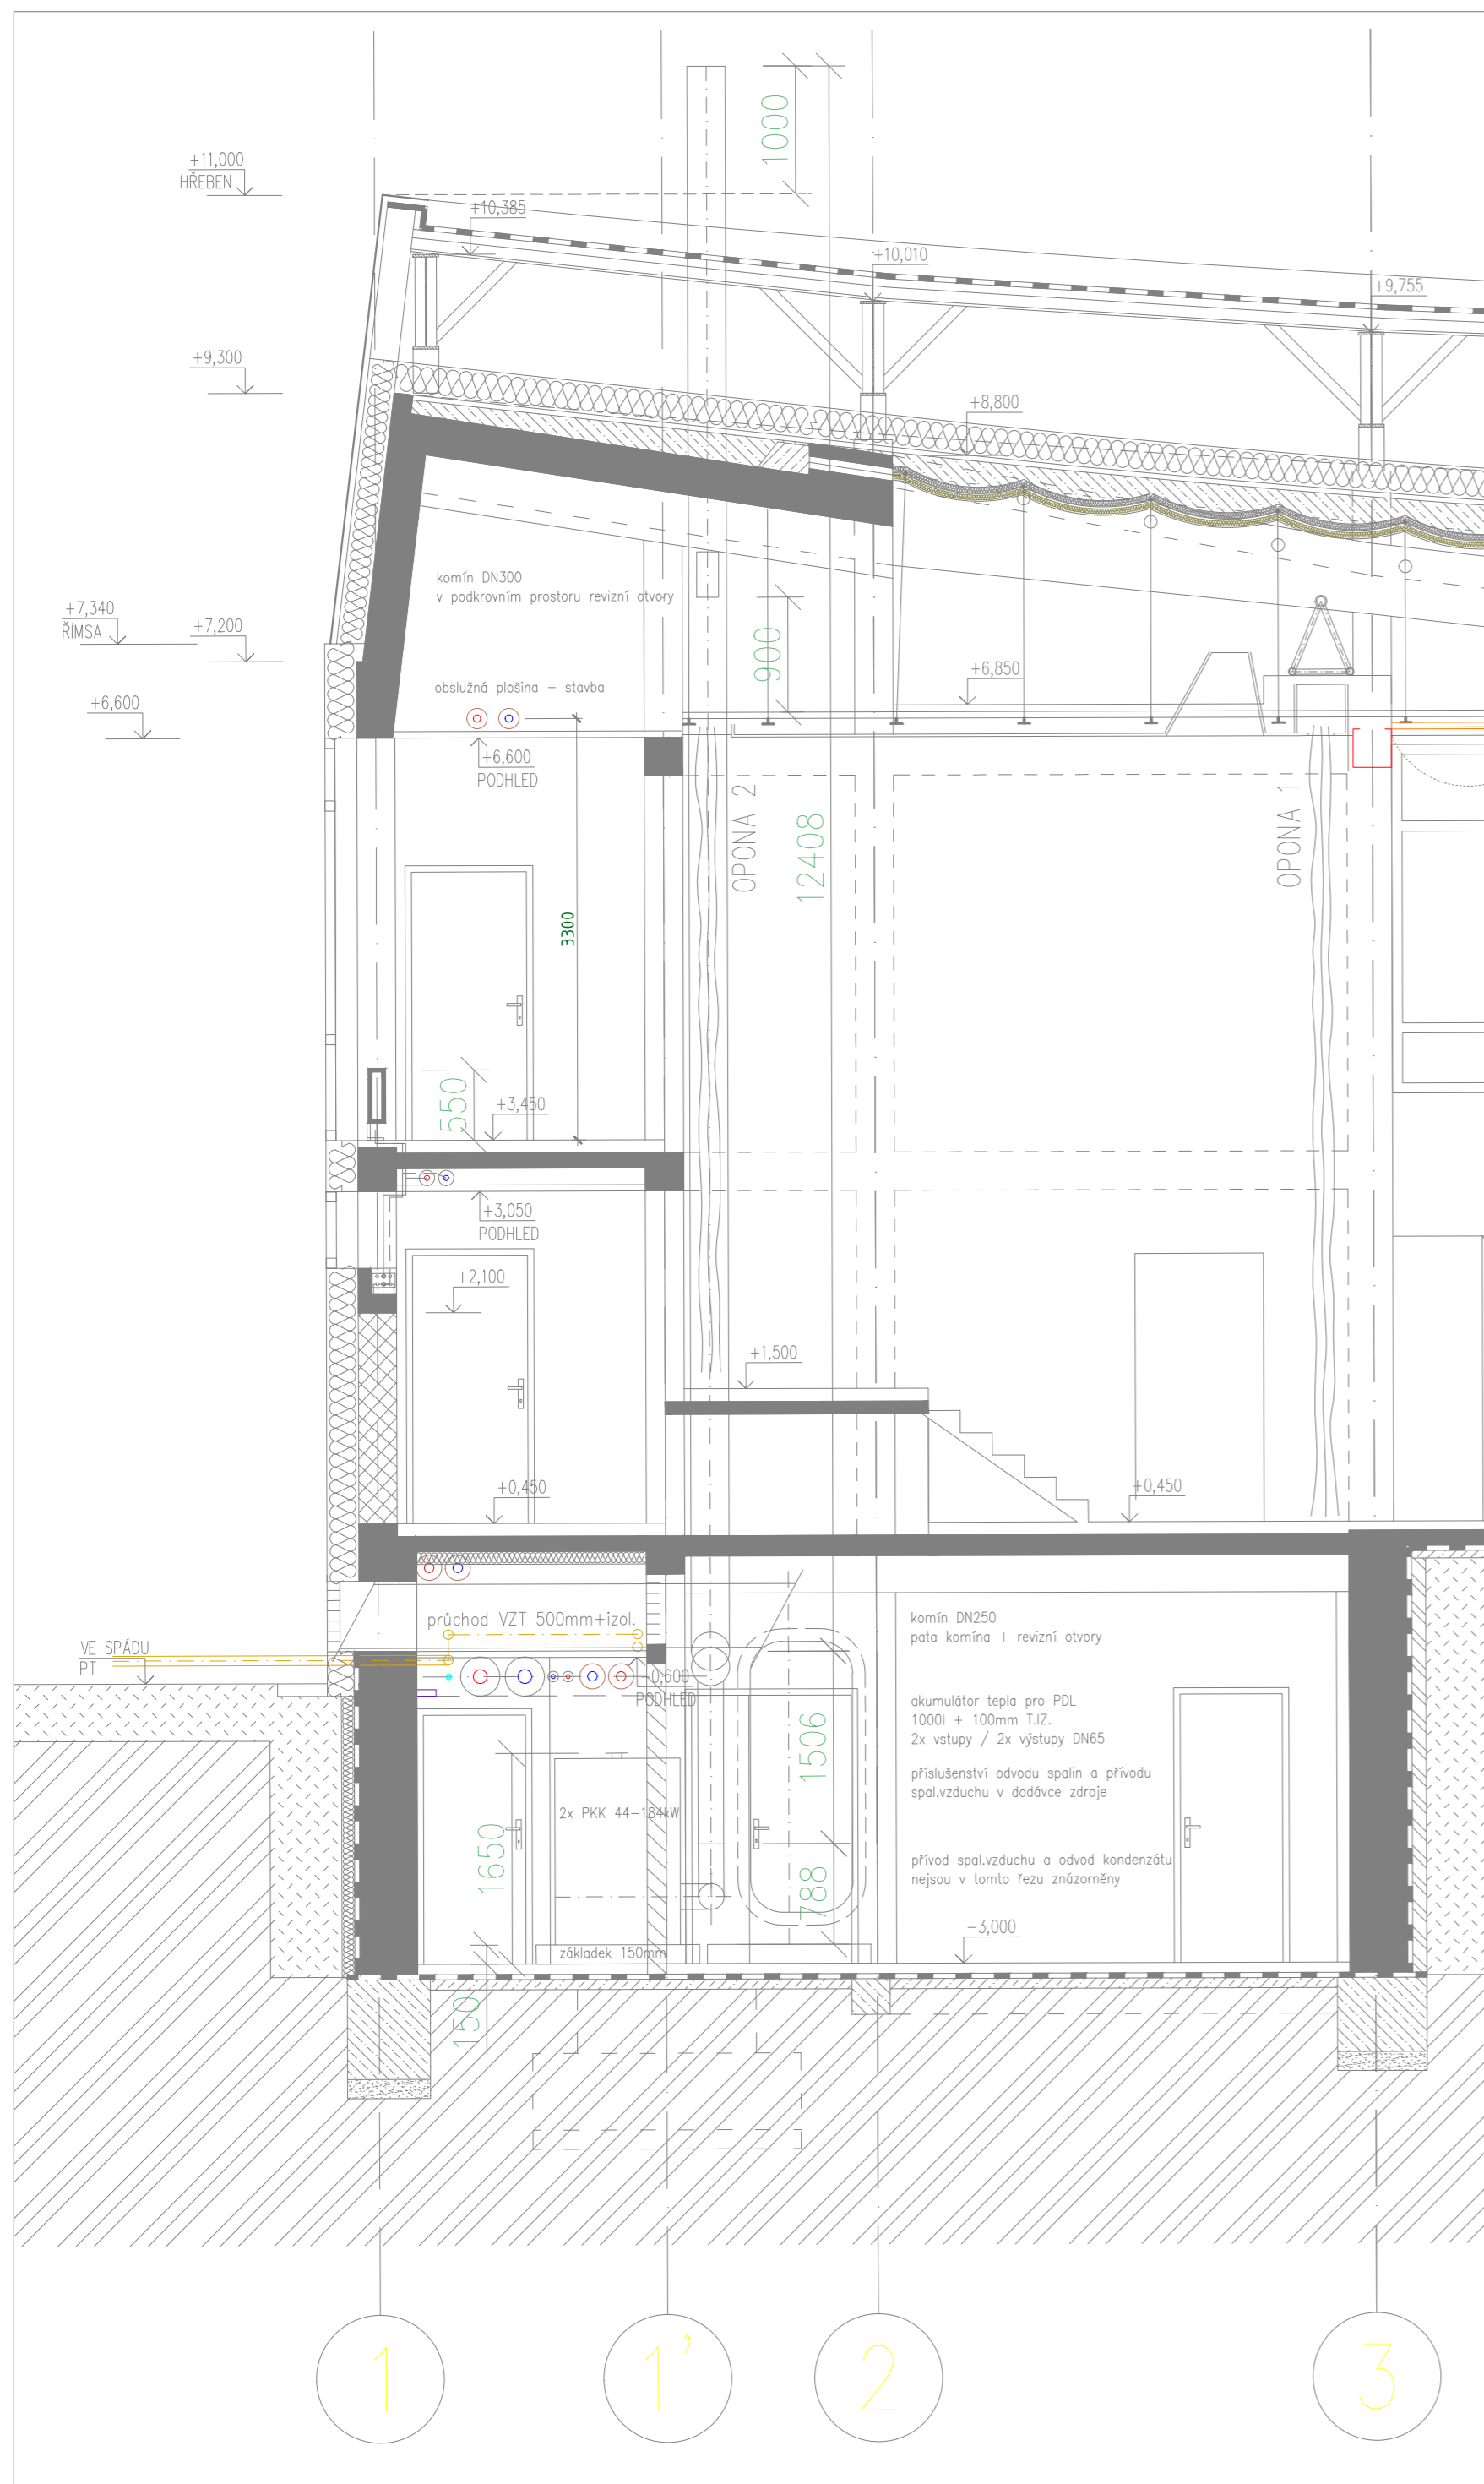 1000
+11,000
HŘEBEN
+10,385
+10,010
+9,755
+9,300
+8,800
komín DN300
v podkrovním prostoru revizní otvory
+7,340
ŘÍMSA
+7,200
900
+6,850
obslužná plošina – stavba
+6,600
+6,600
PODHLED
OPONA 2
12408
OPONA 1
3300
550
+3,450
+3,050
PODHLED
+2,100
+1,500
+0,450
+0,450
průchod VZT 500mm+izol.
komín DN250
pata komína + revizní otvory
VE SPÁDU
PT
-0,600
PODHLED
akumulátor tepla pro PDL
1000l + 100mm T.IZ.
2x vstupy / 2x výstupy DN65
1506
příslušenství odvodu spalin a přívodu
spal.vzduchu v dodávce zdroje
2x PKK 44–184kW
1650
788
přívod spal.vzduchu a odvod kondenzátu
nejsou v tomto řezu znázorněny
–3,000
základek 150mm
150
1
1'
2
3